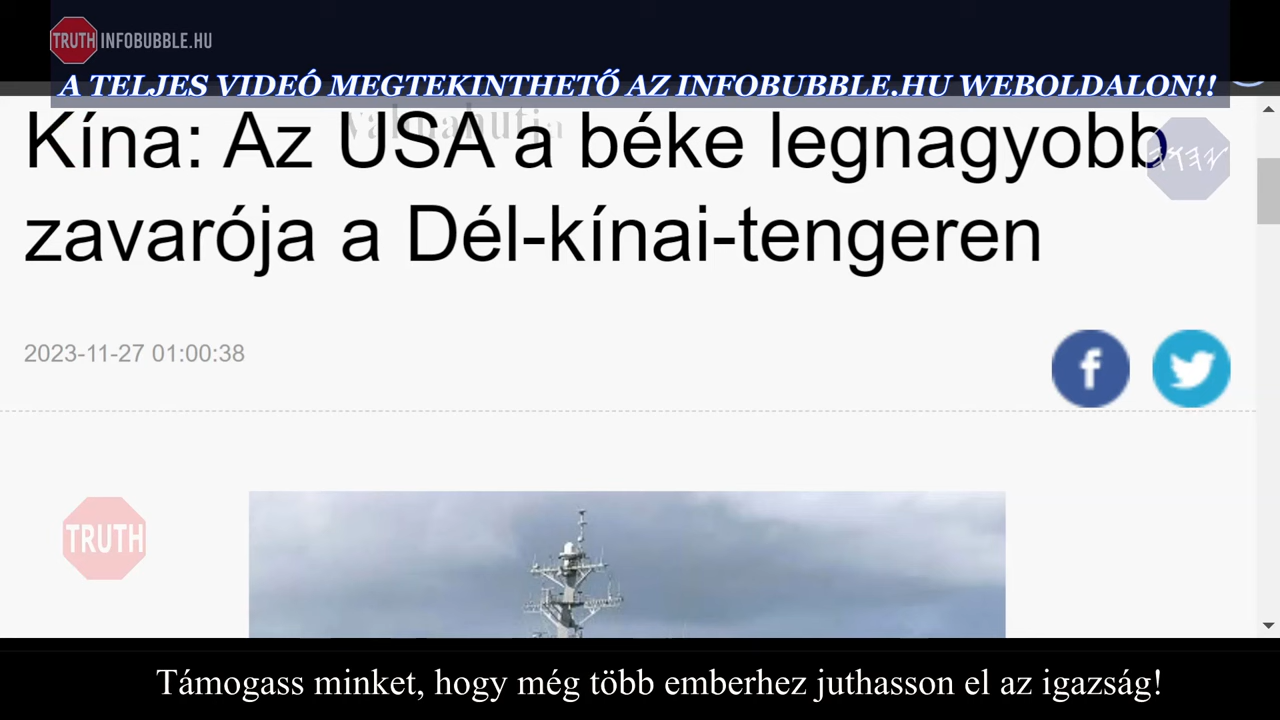 TRUTH INFOBUBBLE.HU
A TELJES VIDEÓ MEGTEKINTHETŐ AZ INFOBUBBLE.HU WEBOLDALON!!
Kína: Az USA a béke legnagyobb
zavarója a Dél-kínai-tengeren
2023-11-27 01:00:38
TRUTH
Támogass minket, hogy még több emberhez juthasson el az igazság!